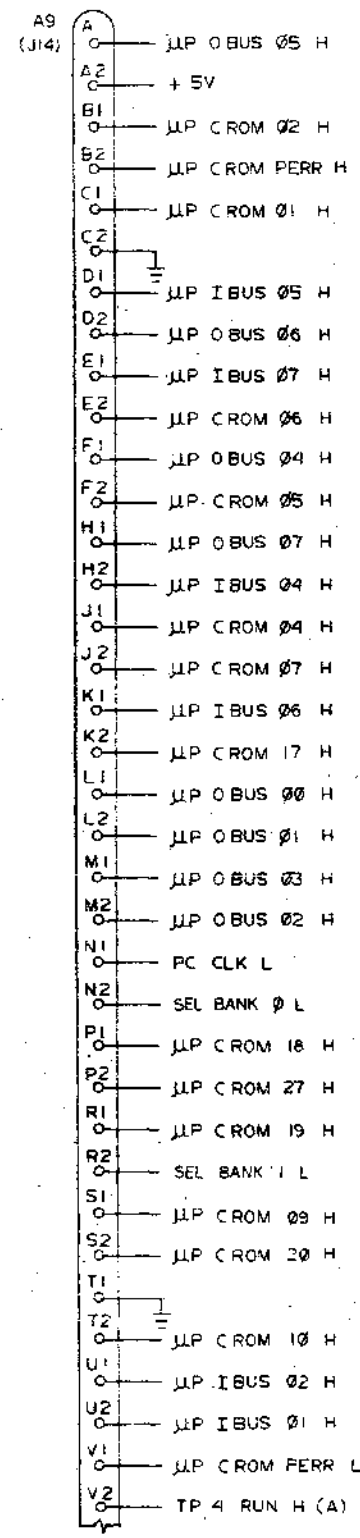 A9
(J14)
A μP OBUS Ø5 H
A2 + 5V
B1 μP CROM Ø2 H
B2 μP CROM PERR H
C1 μP CROM Ø1 H
C2
D1 μP IBUS Ø5 H
D2 μP OBUS Ø6 H
E1 μP IBUS Ø7 H
E2 μP CROM Ø6 H
F1 μP OBUS Ø4 H
F2 μP CROM Ø5 H
H1 μP OBUS Ø7 H
H2 μP IBUS Ø4 H
J1 μP CROM Ø4 H
J2 μP CROM Ø7 H
K1 μP IBUS Ø6 H
K2 μP CROM 17 H
L1 μP OBUS ØØ H
L2 μP OBUS Ø1 H
M1 μP OBUS Ø3 H
M2 μP OBUS Ø2 H
N1 PC CLK L
N2 SEL BANK Ø L
P1 μP CROM 18 H
P2 μP CROM 27 H
R1 μP CROM 19 H
R2 SEL BANK 1 L
S1 μP CROM Ø9 H
S2 μP CROM 20 H
T1
T2 μP CROM 1Ø H
U1 μP IBUS Ø2 H
U2 μP IBUS Ø1 H
V1 μP CROM PERR L
V2 TP 4 RUN H (A)